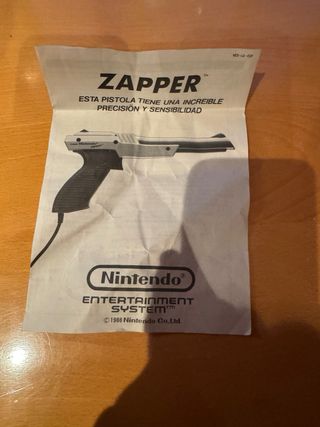 ZAPPER™
ESTA PISTOLA TIENE UNA INCREIBLE
PRECISIÓN Y SENSIBILIDAD
Nintendo®
ENTERTAINMENT
SYSTEM™
© 1986 Nintendo Co., Ltd.